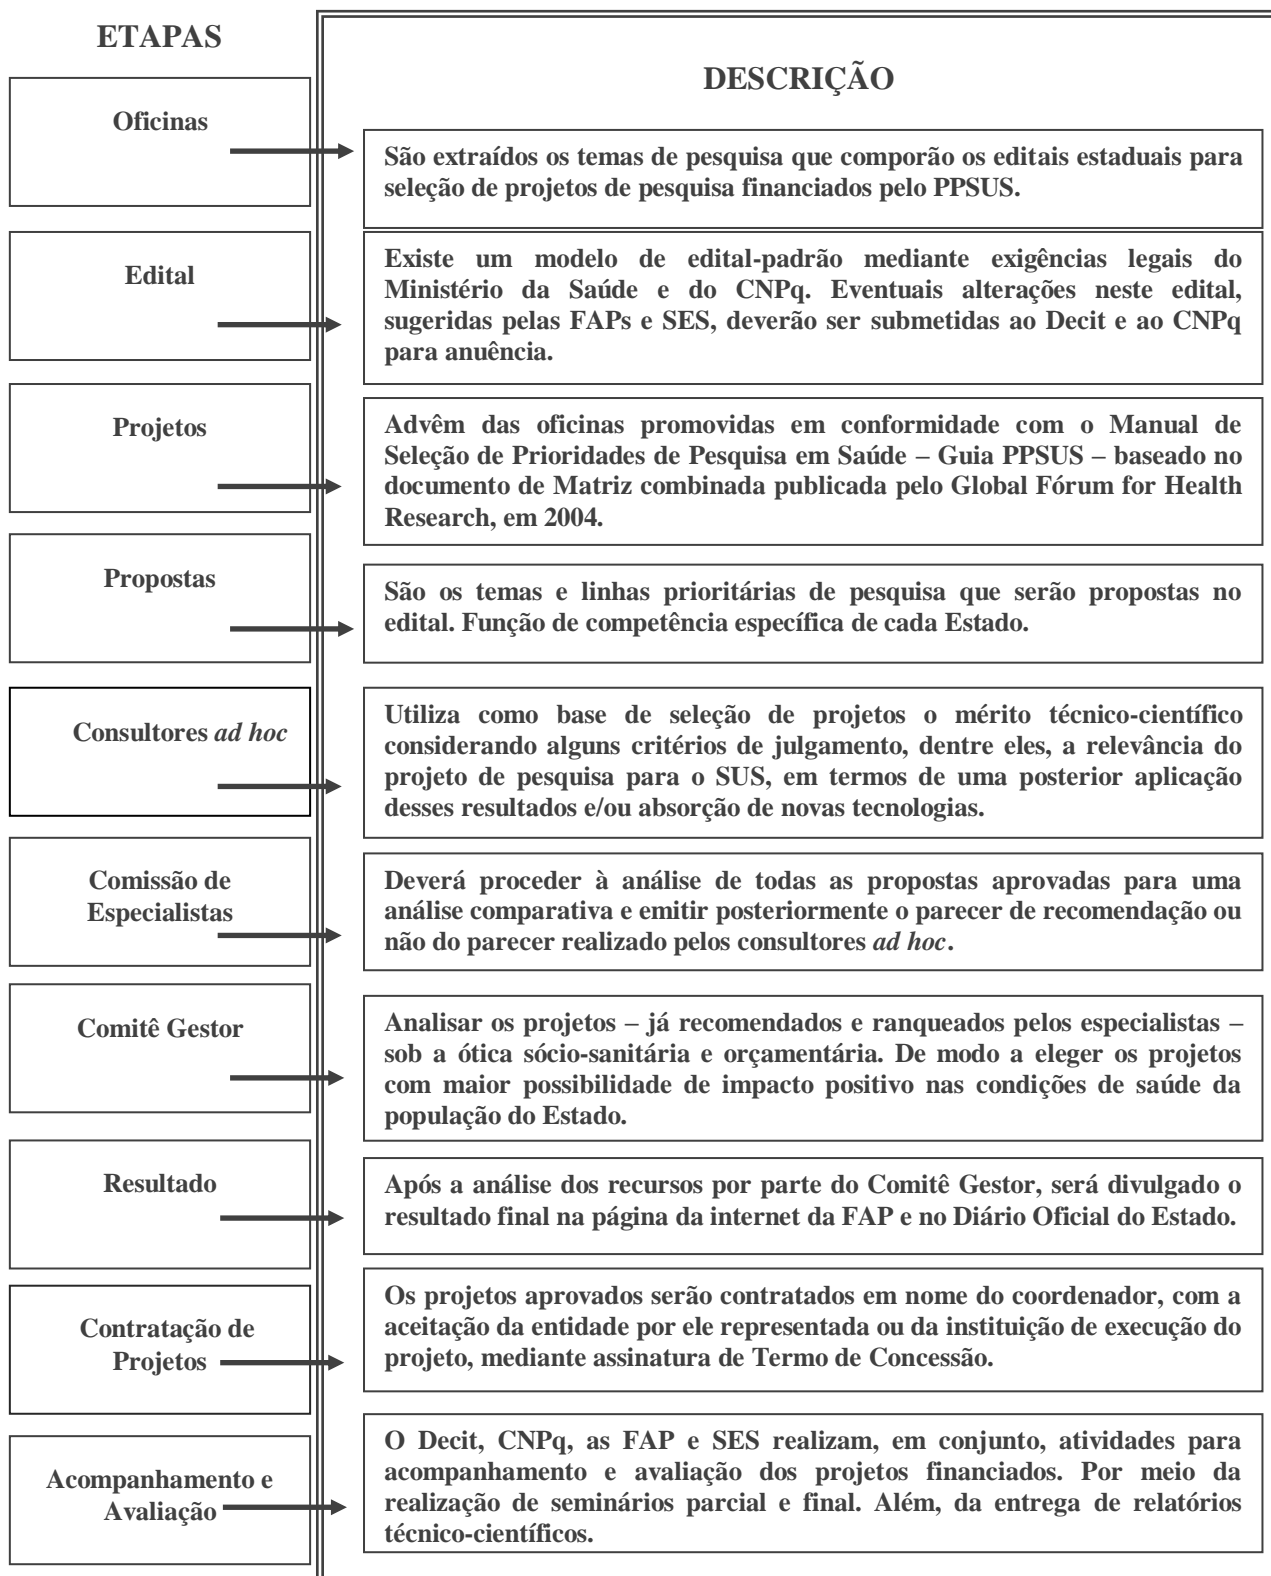 ETAPAS
DESCRIÇÃO
Oficinas
São extraídos os temas de pesquisa que comporão os editais estaduais para
seleção de projetos de pesquisa financiados pelo PPSUS.
Edital
Existe um modelo de edital-padrão mediante exigências legais do
Ministério da Saúde e do CNPq. Eventuais alterações neste edital,
sugeridas pelas FAPs e SES, deverão ser submetidas ao Decit e ao CNPq
para anuência.
Projetos
Advêm das oficinas promovidas em conformidade com o Manual de
Seleção de Prioridades de Pesquisa em Saúde – Guia PPSUS – baseado no
documento de Matriz combinada publicada pelo Global Fórum for Health
Research, em 2004.
Propostas
São os temas e linhas prioritárias de pesquisa que serão propostas no
edital. Função de competência específica de cada Estado.
Consultores ad hoc
Utiliza como base de seleção de projetos o mérito técnico-científico
considerando alguns critérios de julgamento, dentre eles, a relevância do
projeto de pesquisa para o SUS, em termos de uma posterior aplicação
desses resultados e/ou absorção de novas tecnologias.
Comissão de
Especialistas
Deverá proceder à análise de todas as propostas aprovadas para uma
análise comparativa e emitir posteriormente o parecer de recomendação ou
não do parecer realizado pelos consultores ad hoc.
Comitê Gestor
Analisar os projetos – já recomendados e ranqueados pelos especialistas –
sob a ótica sócio-sanitária e orçamentária. De modo a eleger os projetos
com maior possibilidade de impacto positivo nas condições de saúde da
população do Estado.
Resultado
Após a análise dos recursos por parte do Comitê Gestor, será divulgado o
resultado final na página da internet da FAP e no Diário Oficial do Estado.
Contratação de
Projetos
Os projetos aprovados serão contratados em nome do coordenador, com a
aceitação da entidade por ele representada ou da instituição de execução do
projeto, mediante assinatura de Termo de Concessão.
Acompanhamento e
Avaliação
O Decit, CNPq, as FAP e SES realizam, em conjunto, atividades para
acompanhamento e avaliação dos projetos financiados. Por meio da
realização de seminários parcial e final. Além, da entrega de relatórios
técnico-científicos.